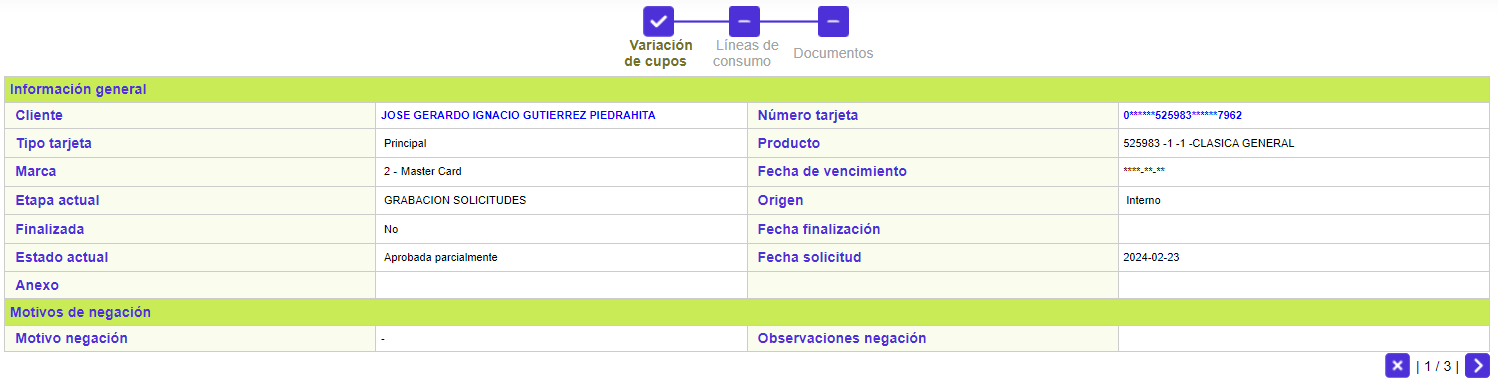 Variación
de cupos
Líneas de
consumo
Documentos
Información general
Cliente JOSE GERARDO IGNACIO GUTIERREZ PIEDRAHITA Número tarjeta 0******525983******7962
Tipo tarjeta Principal Producto 525983 -1 -1 -CLASICA GENERAL
Marca 2 - Master Card Fecha de vencimiento ****-**-**
Etapa actual GRABACION SOLICITUDES Origen Interno
Finalizada No Fecha finalización
Estado actual Aprobada parcialmente Fecha solicitud 2024-02-23
Anexo
Motivos de negación
Motivo negación - Observaciones negación
| 1 / 3 |